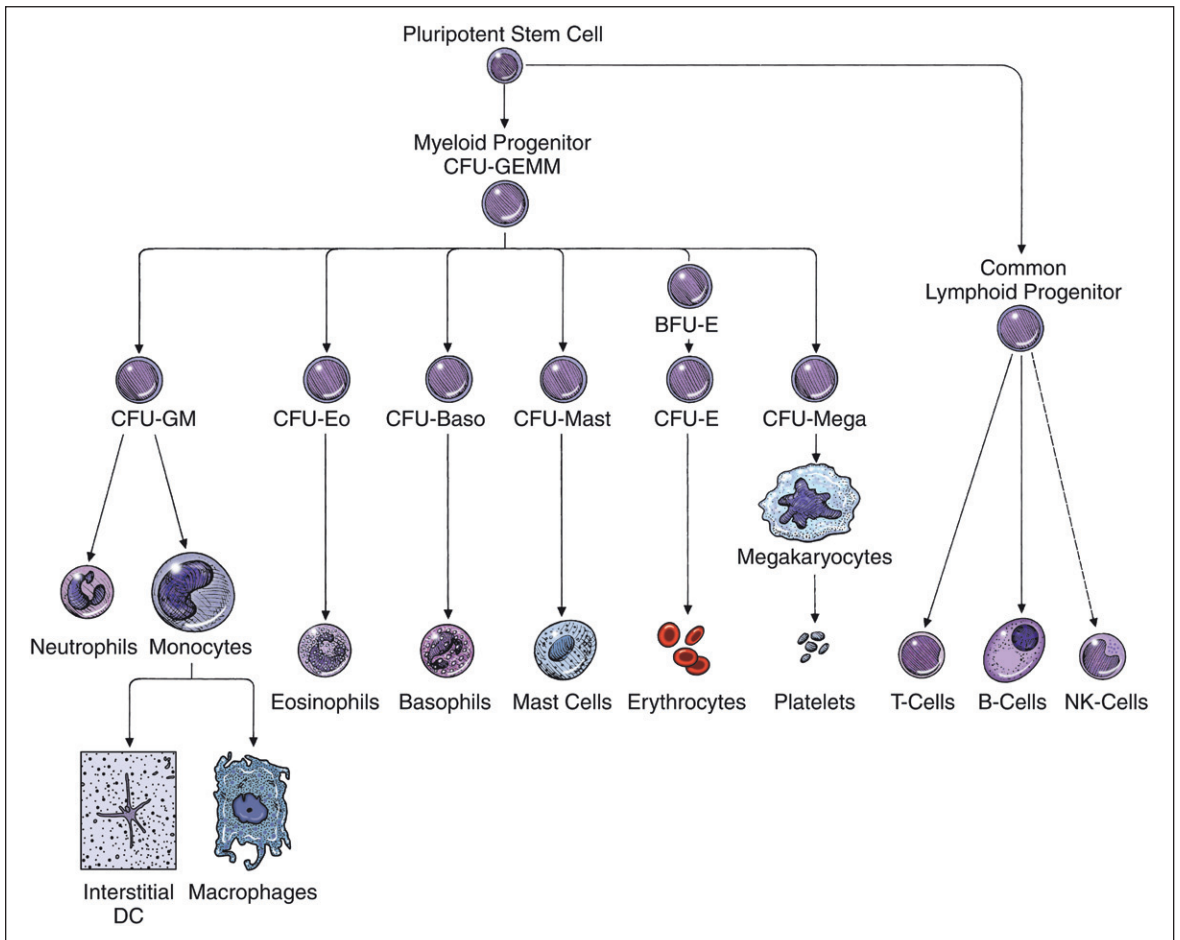 Pluripotent Stem Cell
Myeloid Progenitor
CFU-GEMM
Common
Lymphoid Progenitor
BFU-E
CFU-GM
CFU-Eo
CFU-Baso
CFU-Mast
CFU-E
CFU-Mega
Megakaryocytes
Neutrophils
Monocytes
Eosinophils
Basophils
Mast Cells
Erythrocytes
Platelets
T-Cells
B-Cells
NK-Cells
Interstitial
DC
Macrophages